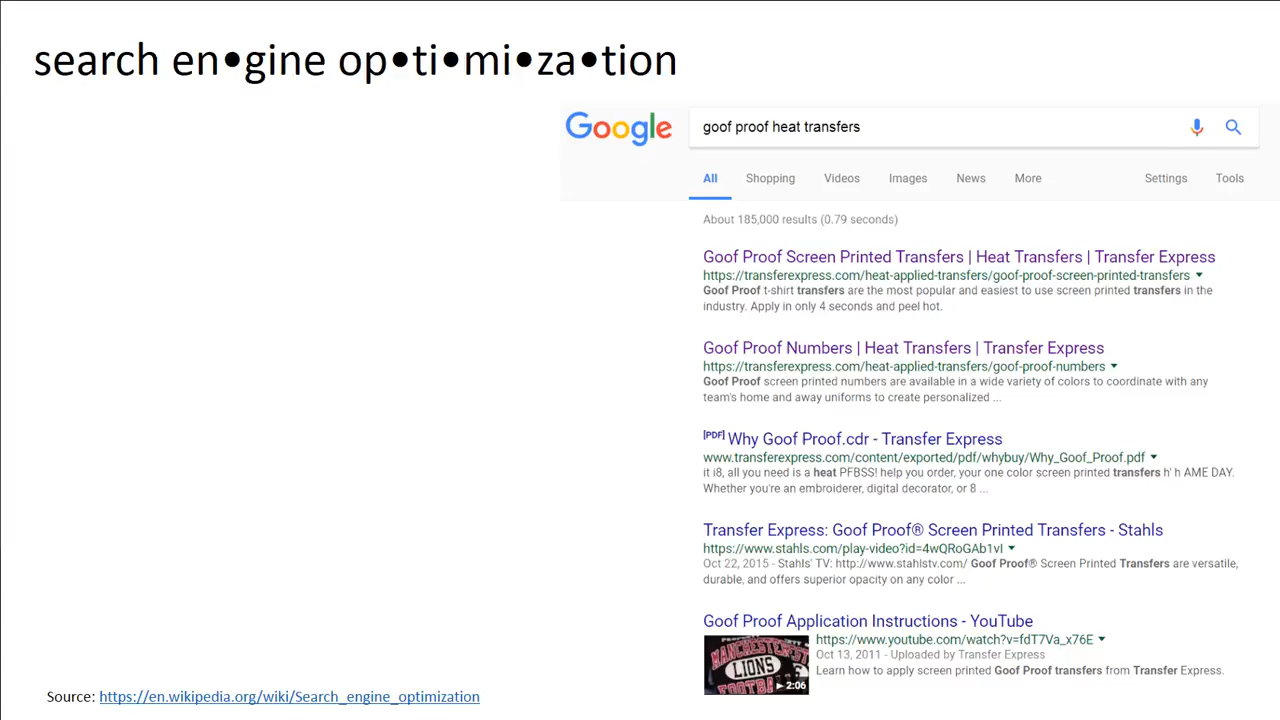 search en•gine op•ti•mi•za•tion
Google
goof proof heat transfers
All Shopping Videos Images News More Settings Tools
About 185,000 results (0.79 seconds)
Goof Proof Screen Printed Transfers | Heat Transfers | Transfer Express
https://transferexpress.com/heat-applied-transfers/goof-proof-screen-printed-transfers
Goof Proof t-shirt transfers are the most popular and easiest to use screen printed transfers in the
industry. Apply in only 4 seconds and peel hot.
Goof Proof Numbers | Heat Transfers | Transfer Express
https://transferexpress.com/heat-applied-transfers/goof-proof-numbers
Goof Proof screen printed numbers are available in a wide variety of colors to coordinate with any
team's home and away uniforms to create personalized ...
[PDF] Why Goof Proof.cdr - Transfer Express
www.transferexpress.com/content/exported/pdf/whybuy/Why_Goof_Proof.pdf
it i8, all you need is a heat PFBSS! help you order, your one color screen printed transfers h' h AME DAY.
Whether you're an embroiderer, digital decorator, or 8 ...
Transfer Express: Goof Proof® Screen Printed Transfers - Stahls
https://www.stahls.com/play-video?id=4wQRoGAb1vI
Oct 22, 2015 - Stahls' TV: http://www.stahlstv.com/ Goof Proof® Screen Printed Transfers are versatile,
durable, and offers superior opacity on any color ...
Goof Proof Application Instructions - YouTube
https://www.youtube.com/watch?v=fdT7Va_x76E
Oct 13, 2011 - Uploaded by Transfer Express
Learn how to apply screen printed Goof Proof transfers from Transfer Express.
MANCHESTER
LIONS
FOOTBALL
2:06
Source: https://en.wikipedia.org/wiki/Search_engine_optimization